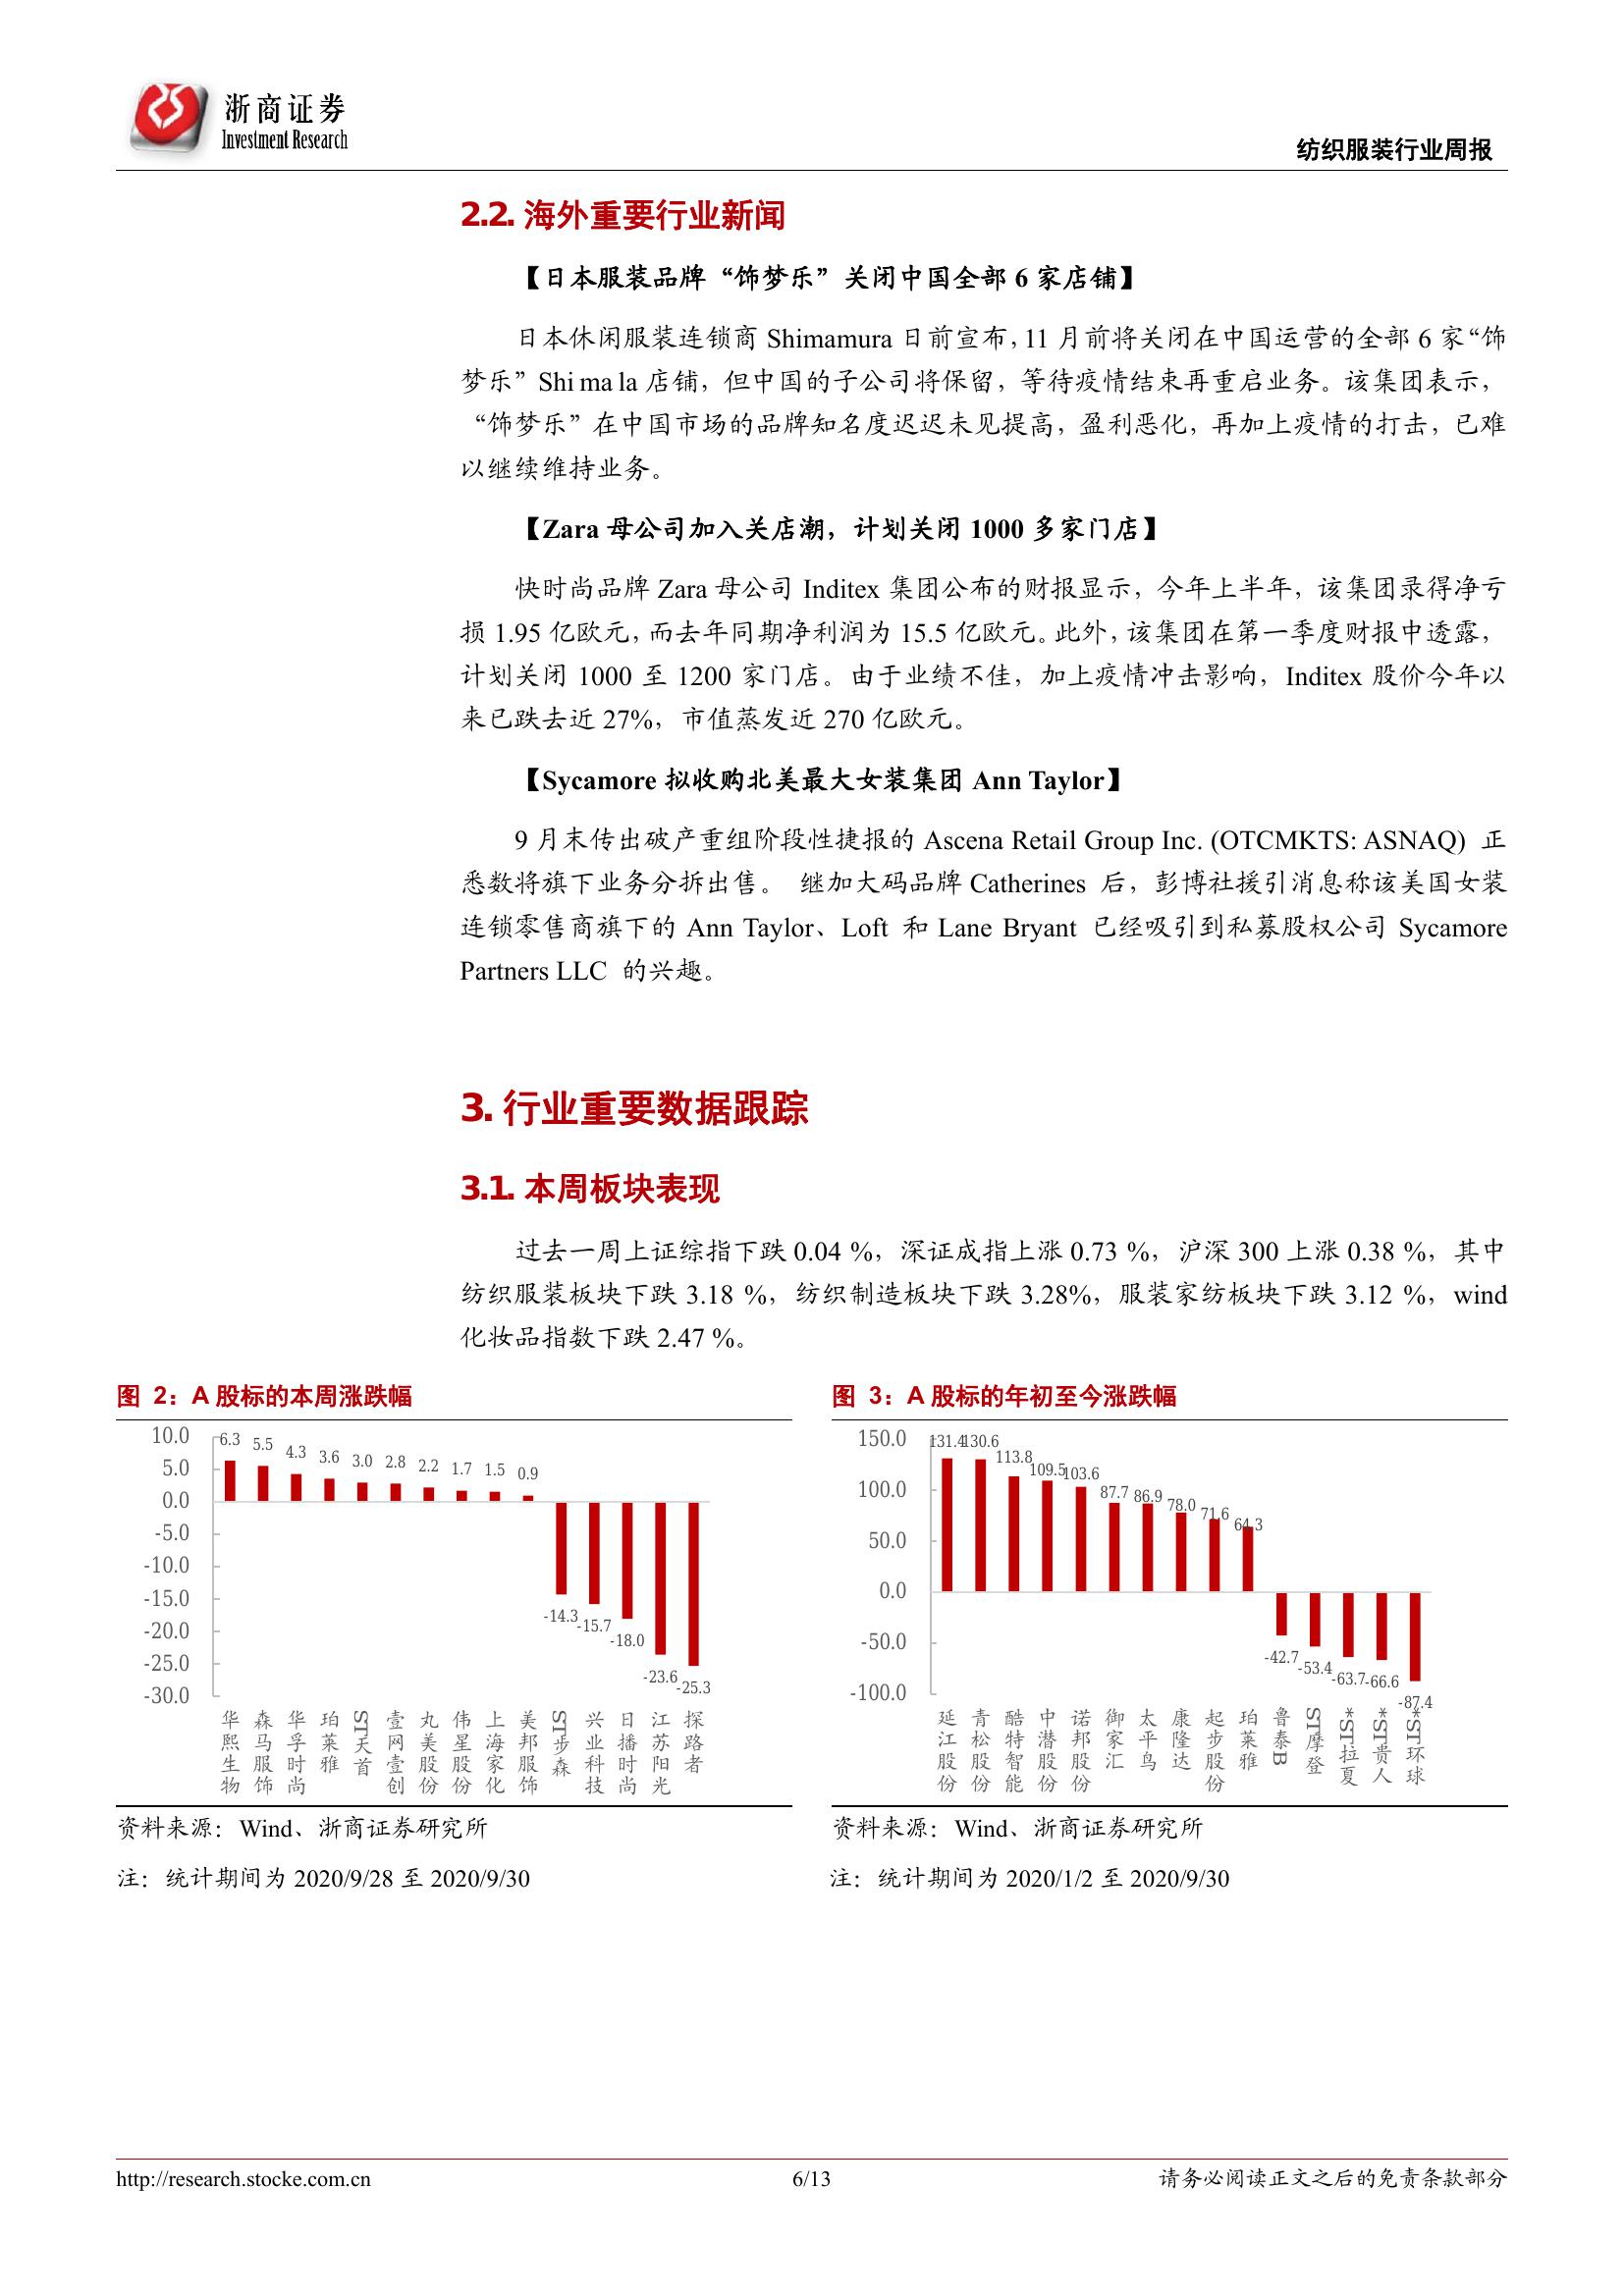 浙商证券
Investment Research
纺织服装行业周报
2.2. 海外重要行业新闻
【日本服装品牌“饰梦乐”关闭中国全部 6 家店铺】
日本休闲服装连锁商 Shimamura 日前宣布，11 月前将关闭在中国运营的全部 6 家“饰
梦乐”Shi ma la 店铺，但中国的子公司将保留，等待疫情结束再重启业务。该集团表示，
“饰梦乐”在中国市场的品牌知名度迟迟未见提高，盈利恶化，再加上疫情的打击，已难
以继续维持业务。
【Zara 母公司加入关店潮，计划关闭 1000 多家门店】
快时尚品牌 Zara 母公司 Inditex 集团公布的财报显示，今年上半年，该集团录得净亏
损 1.95 亿欧元，而去年同期净利润为 15.5 亿欧元。此外，该集团在第一季度财报中透露，
计划关闭 1000 至 1200 家门店。由于业绩不佳，加上疫情冲击影响，Inditex 股价今年以
来已跌去近 27%，市值蒸发近 270 亿欧元。
【Sycamore 拟收购北美最大女装集团 Ann Taylor】
9 月末传出破产重组阶段性捷报的 Ascena Retail Group Inc. (OTCMKTS: ASNAQ) 正
悉数将旗下业务分拆出售。 继加大码品牌 Catherines 后，彭博社援引消息称该美国女装
连锁零售商旗下的 Ann Taylor、Loft 和 Lane Bryant 已经吸引到私募股权公司 Sycamore
Partners LLC 的兴趣。
3. 行业重要数据跟踪
3.1. 本周板块表现
过去一周上证综指下跌 0.04 %，深证成指上涨 0.73 %，沪深 300 上涨 0.38 %，其中
纺织服装板块下跌 3.18 %，纺织制造板块下跌 3.28%，服装家纺板块下跌 3.12 %，wind
化妆品指数下跌 2.47 %。
图 2：A 股标的本周涨跌幅
10.0
5.0
0.0
-5.0
-10.0
-15.0
-20.0
-25.0
-30.0
6.3 5.5 4.3 3.6 3.0 2.8 2.2 1.7 1.5 0.9
-14.3 -15.7 -18.0 -23.6 -25.3
华熙生物
森马服饰
华孚时尚
珀莱雅
ST天首
壹网壹创
丸美股份
伟星股份
上海家化
美邦服饰
ST步森
兴业科技
日播时尚
江苏阳光
探路者
资料来源：Wind、浙商证券研究所
注：统计期间为 2020/9/28 至 2020/9/30
图 3：A 股标的年初至今涨跌幅
150.0
100.0
50.0
0.0
-50.0
-100.0
131.4 130.6 113.8 109.5 103.6 87.7 86.9 78.0 71.6 64.3
-42.7 -53.4 -63.7 -66.6 -87.4
延江股份
青松股份
酷特智能
中潜股份
诺邦股份
御家汇
太平鸟
康隆达
起步股份
珀莱雅
鲁泰B
ST摩登
*ST拉夏
*ST贵人
*ST环球
资料来源：Wind、浙商证券研究所
注：统计期间为 2020/1/2 至 2020/9/30
http://research.stocke.com.cn
6/13
请务必阅读正文之后的免责条款部分